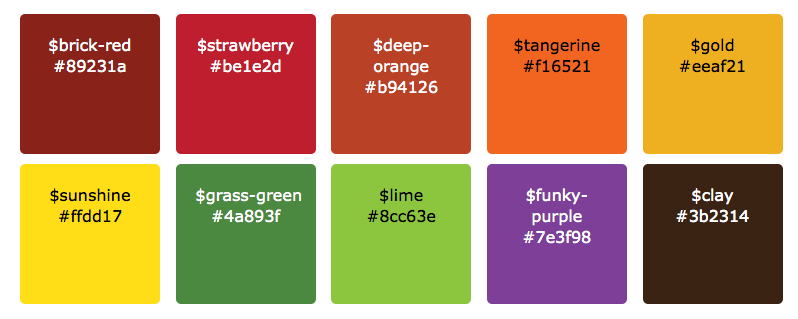 $brick-red
#89231a
$strawberry
#be1e2d
$deep-
orange
#b94126
$tangerine
#f16521
$gold
#eeaf21
$sunshine
#ffdd17
$grass-green
#4a893f
$lime
#8cc63e
$funky-
purple
#7e3f98
$clay
#3b2314